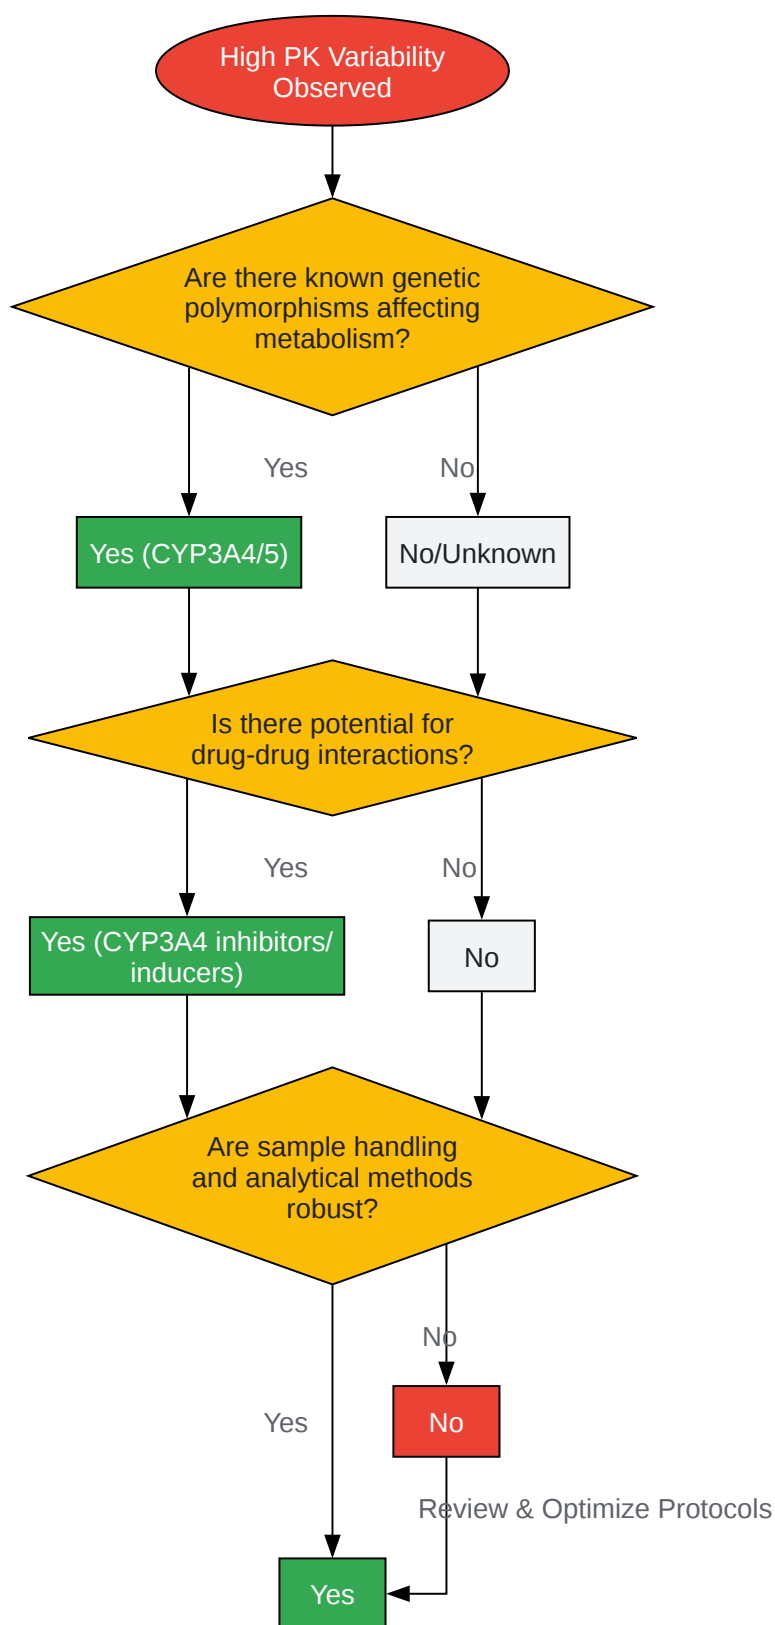 High PK Variability
Observed
Are there known genetic
polymorphisms affecting
metabolism?
Yes
No
Yes (CYP3A4/5)
No/Unknown
Is there potential for
drug-drug interactions?
Yes
No
Yes (CYP3A4 inhibitors/
inducers)
No
Are sample handling
and analytical methods
robust?
No
Yes
No
Review & Optimize Protocols
Yes